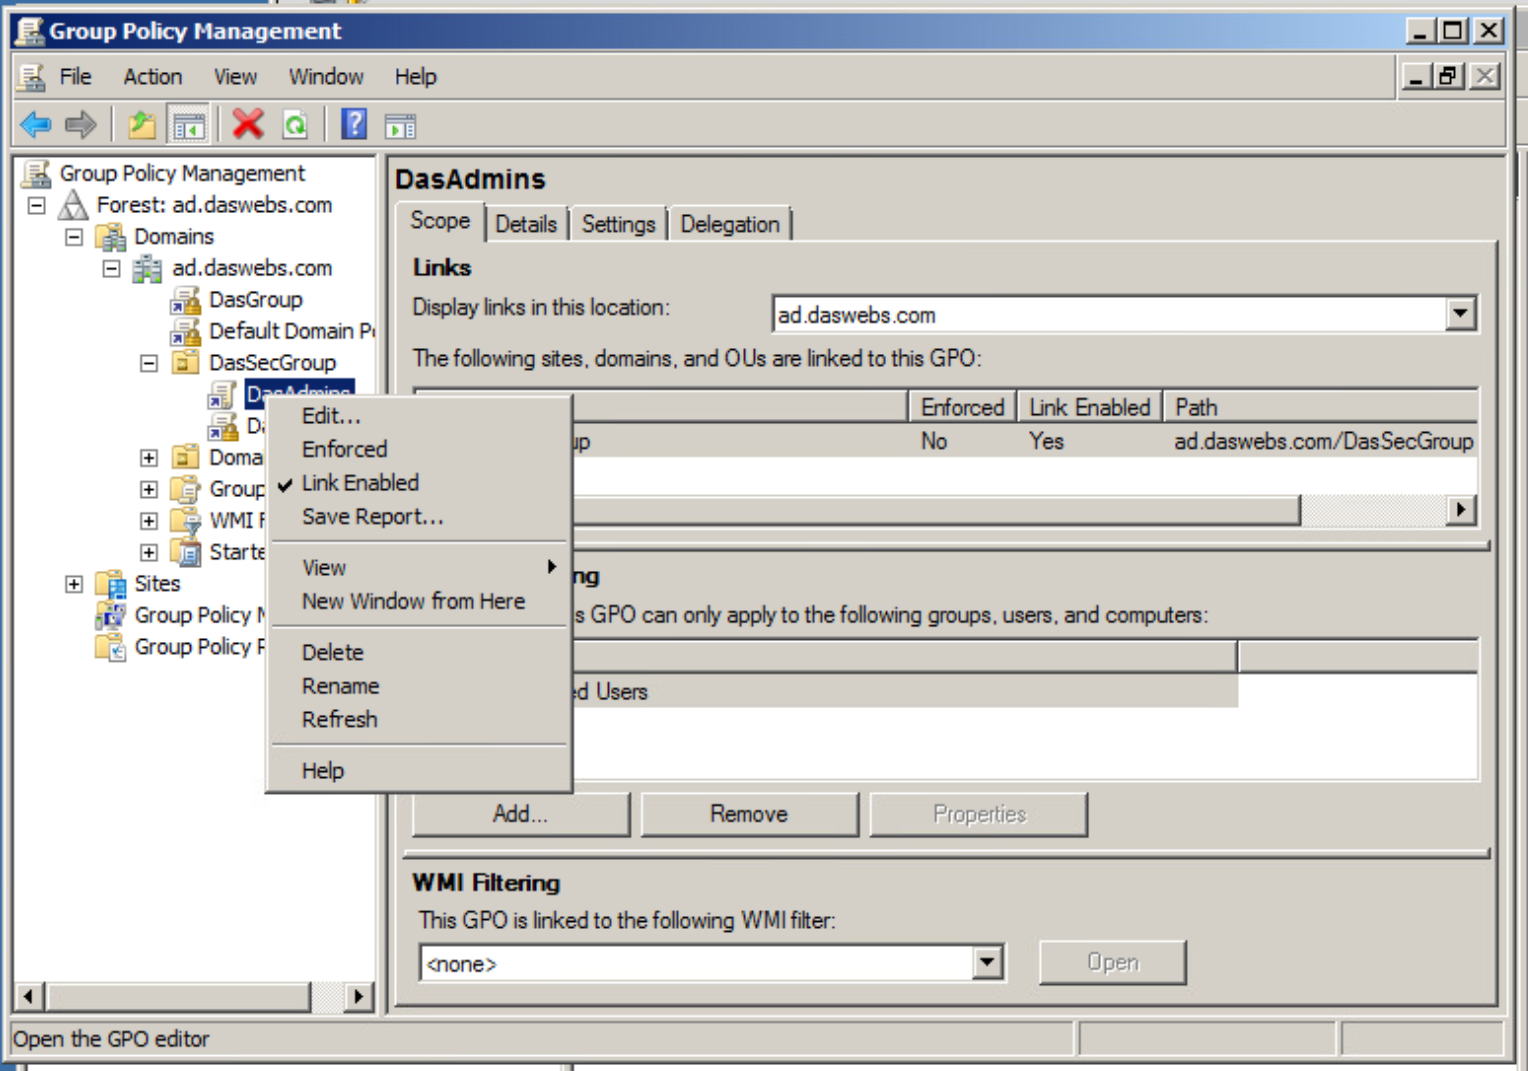 Group Policy Management
File Action View Window Help
Group Policy Management
Forest: ad.daswebs.com
Domains
ad.daswebs.com
DasGroup
Default Domain P
DasSecGroup
DasAdmins
D
Doma
Group
WMI F
Starte
Sites
Group Policy M
Group Policy R
Edit...
Enforced
Link Enabled
Save Report...
View
New Window from Here
Delete
Rename
Refresh
Help
DasAdmins
Scope Details Settings Delegation
Links
Display links in this location: ad.daswebs.com
The following sites, domains, and OUs are linked to this GPO:
Enforced Link Enabled Path
up No Yes ad.daswebs.com/DasSecGroup
ng
s GPO can only apply to the following groups, users, and computers:
ed Users
Add... Remove Properties
WMI Filtering
This GPO is linked to the following WMI filter:
<none> Open
Open the GPO editor